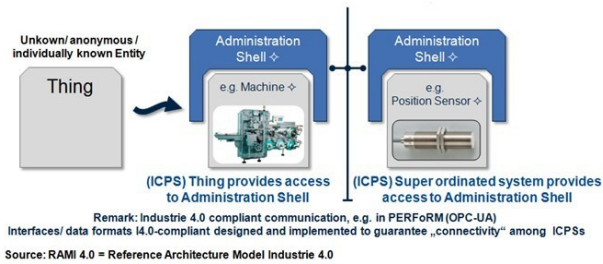 Unkown/ anonymous /
individually known Entity
Thing
Administration
Shell ✧
e.g. Machine ✧
Administration
Shell ✧
e.g.
Position Sensor ✧
(ICPS) Thing provides access
to Administration Shell
(ICPS) Super ordinated system provides
access to Administration Shell
Remark: Industrie 4.0 compliant communication, e.g. in PERFoRM (OPC-UA)
Interfaces/ data formats I4.0-compliant designed and implemented to guarantee „connectivity“ among ICPSs
Source: RAMI 4.0 = Reference Architecture Model Industrie 4.0